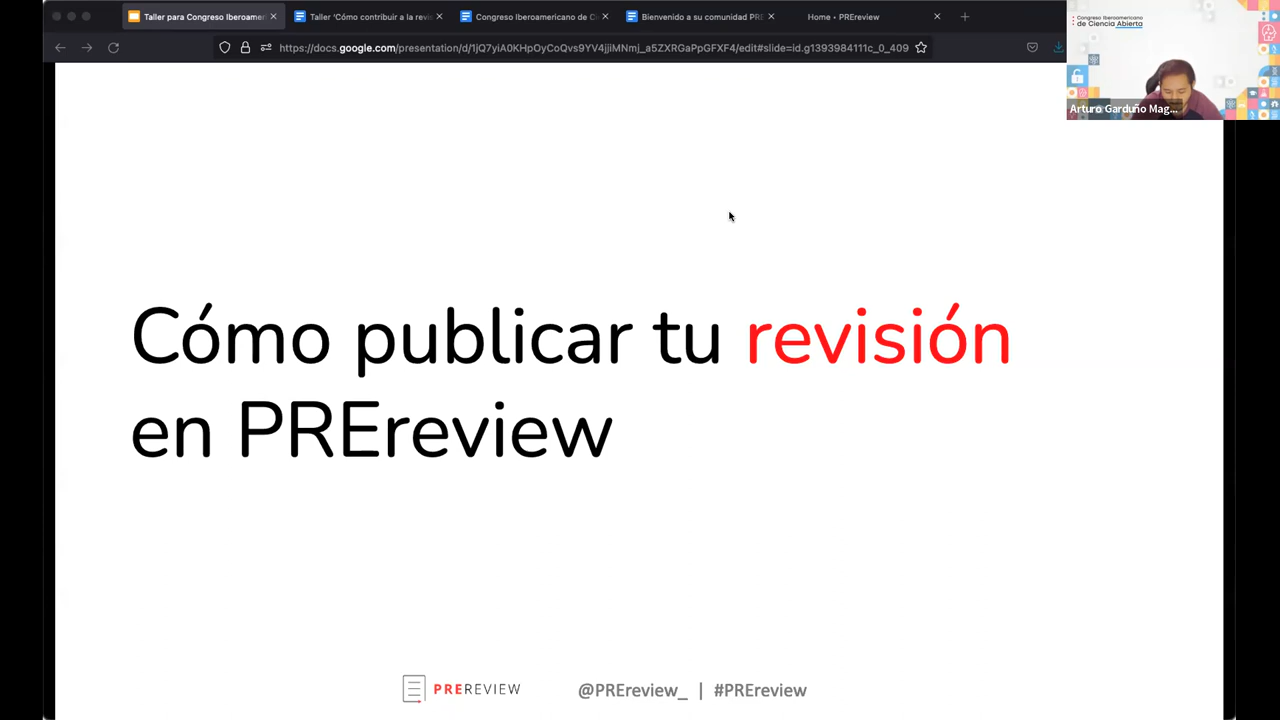 Taller para Congreso Iberoamer
Taller 'Cómo contribuir a la revis
Congreso Iberoamericano de C
Bienvenido a su comunidad PRE
Home • PREreview
https://docs.google.com/presentation/d/1jQ7yiA0KHpOyCoQvs9YV4jjiMNmj_a5ZXRGaPpGFXF4/edit#slide=id.g1393984111c_0_409
Congreso Iberoamericano
de Ciencia Abierta
Arturo Garduño Mag...
Cómo publicar tu revisión
en PREreview
PREREVIEW
@PREreview_ | #PREreview